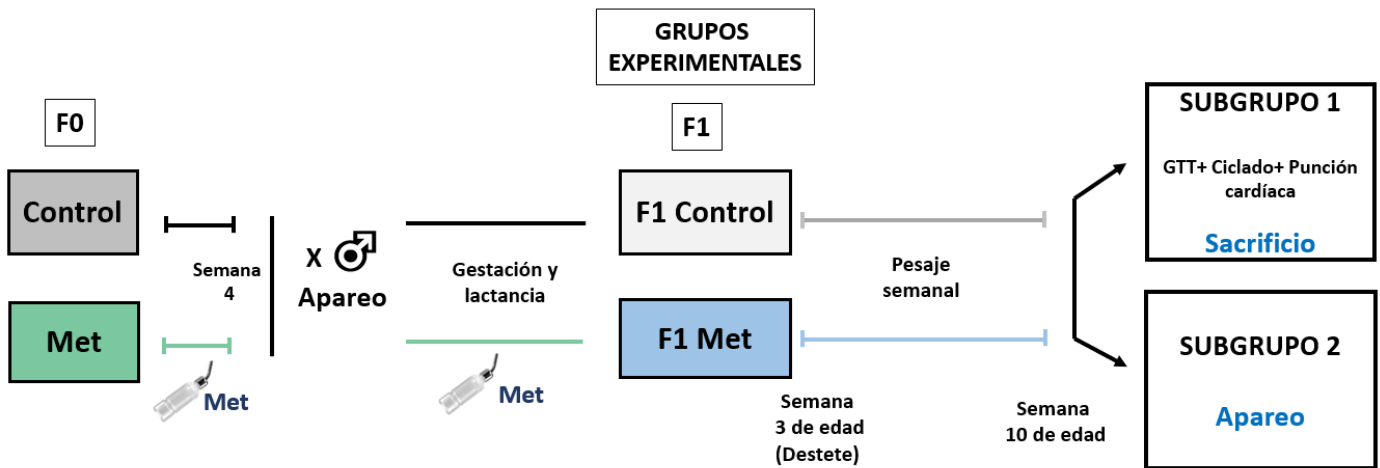 GRUPOS
EXPERIMENTALES
F0
F1
Control
Met
Semana
4
Met
X
Apareo
Gestación y
lactancia
Met
F1 Control
F1 Met
Pesaje
semanal
Semana
3 de edad
(Destete)
Semana
10 de edad
SUBGRUPO 1
GTT+ Ciclado+ Punción
cardíaca
Sacrificio
SUBGRUPO 2
Apareo